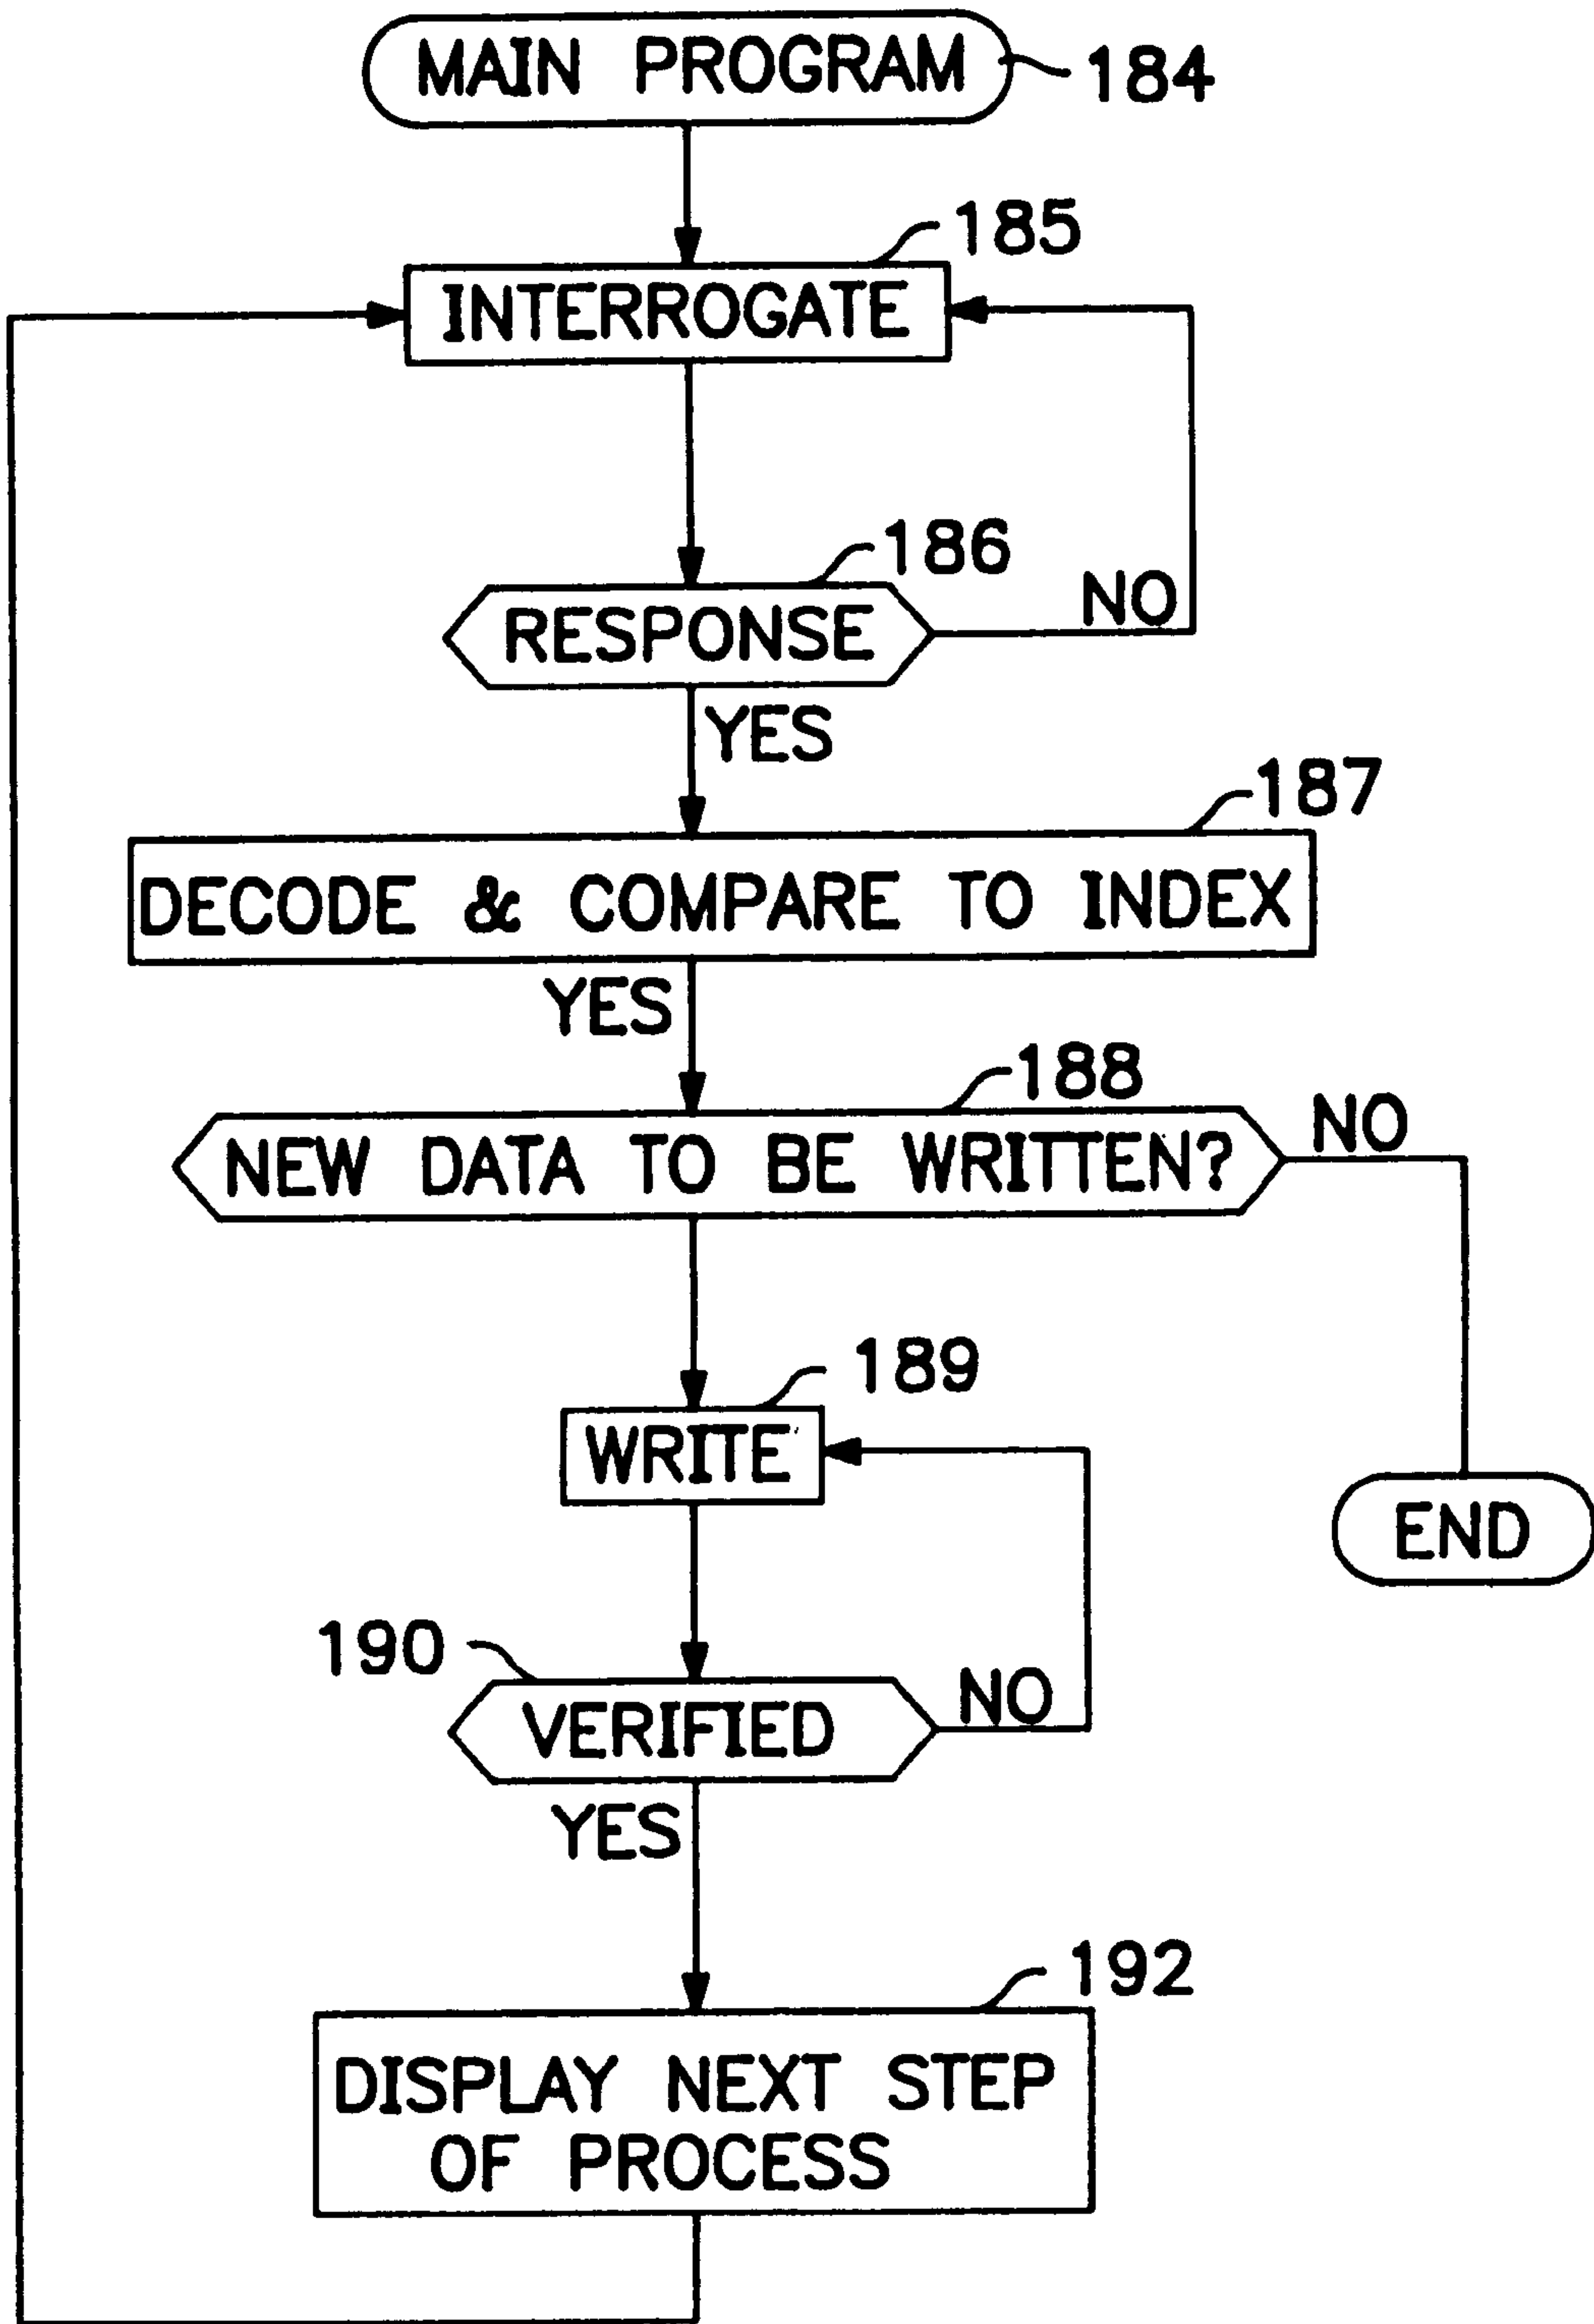 MAIN PROGRAM
184
185
INTERROGATE
186
RESPONSE
NO
YES
187
DECODE & COMPARE TO INDEX
YES
188
NEW DATA TO BE WRITTEN?
NO
189
WRITE
END
190
VERIFIED
NO
YES
192
DISPLAY NEXT STEP
OF PROCESS